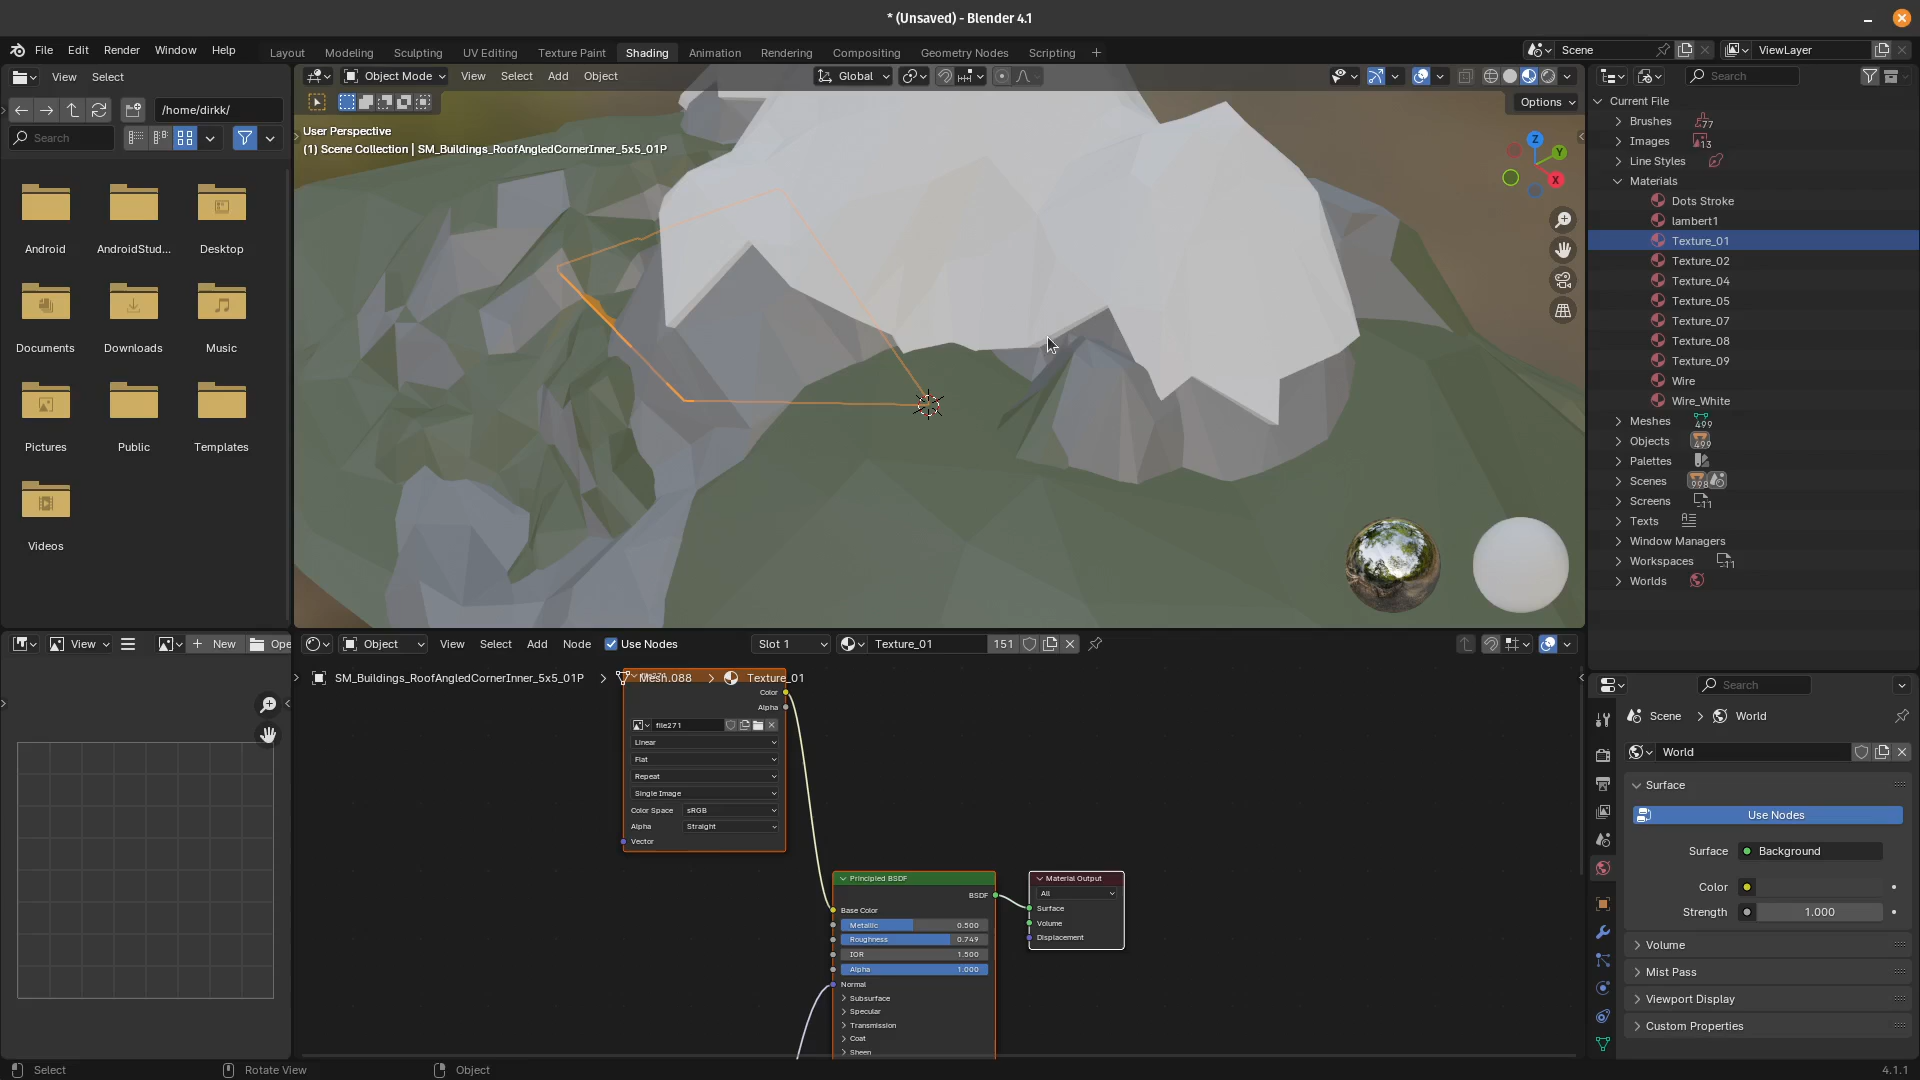 * (Unsaved) - Blender 4.1
File Edit Render Window Help
Layout Modeling Sculpting UV Editing Texture Paint Shading Animation Rendering Compositing Geometry Nodes Scripting
Scene
ViewLayer
View Select
/home/dirkk/
Search
Android
AndroidStud...
Desktop
Documents
Downloads
Music
Pictures
Public
Templates
Videos
Object Mode View Select Add Object
Global
Options
User Perspective
(1) Scene Collection | SM_Buildings_RoofAngledCornerInner_5x5_01P
Z
Y
X
Search
Current File
Brushes 77
Images 13
Line Styles
Materials
Dots Stroke
lambert1
Texture_01
Texture_02
Texture_04
Texture_05
Texture_07
Texture_08
Texture_09
Wire
Wire_White
Meshes 499
Objects 499
Palettes
Scenes 998
Screens 11
Texts
Window Managers
Workspaces 11
Worlds
View
New
Ope
Object View Select Add Node Use Nodes
Slot 1
Texture_01 151
SM_Buildings_RoofAngledCornerInner_5x5_01P > Mesh.088 > Texture_01
Color
Alpha
file271
Linear
Flat
Repeat
Single Image
Color Space sRGB
Alpha Straight
Vector
Principled BSDF
BSDF
Base Color
Metallic 0.500
Roughness 0.749
IOR 1.500
Alpha 1.000
Normal
Subsurface
Specular
Transmission
Coat
Sheen
Material Output
All
Surface
Volume
Displacement
Search
Scene > World
World
Surface
Use Nodes
Surface Background
Color
Strength 1.000
Volume
Mist Pass
Viewport Display
Custom Properties
Select
Rotate View
Object
4.1.1